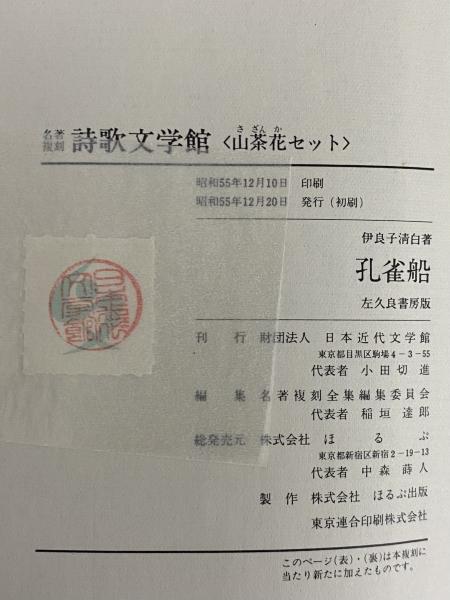 名著複刻 詩歌文学館〈山茶花セット〉
さざんか
昭和55年12月10日 印刷
昭和55年12月20日 発行(初刷)
伊良子清白著
孔雀船
左久良書房版
刊行 財団法人 日本近代文学館
東京都目黒区駒場4-3-55
代表者 小田切進
編集 名著複刻全集編集委員会
代表者 稲垣達郎
総発売元 株式会社 ほるぷ
東京都新宿区新宿2-19-13
代表者 中森蒔人
製作 株式会社 ほるぷ出版
東京連合印刷株式会社
このページ(表)・(裏)は本複刻に
当たり新たに加えたものです。